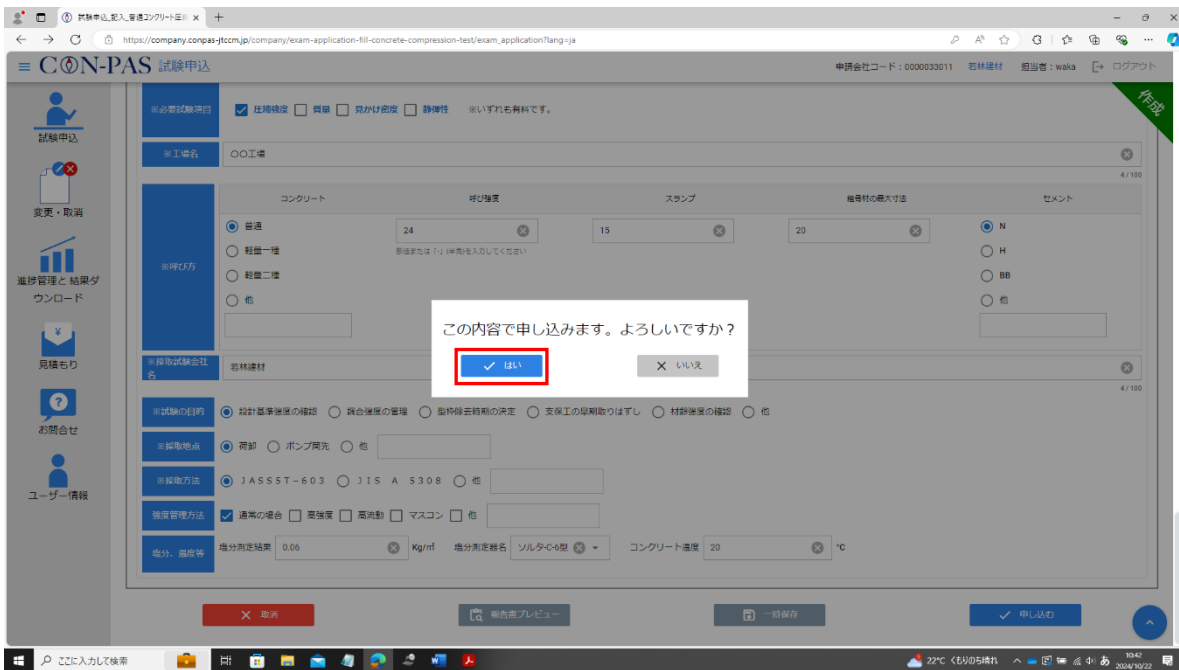 試験申込_記入_普通コンクリート圧
https://company.conpas-jtccm.jp/company/exam-application-fill-concrete-compression-test/exam_application?lang=ja
CON-PAS 試験申込
申請会社コード:0000033011 若林建材 担当者:waka ログアウト
作成
試験申込
変更・取消
進捗管理と結果ダ
ウンロード
見積もり
お問合せ
ユーザー情報
※必要試験項目 圧縮強度 質量 見かけ密度 静弾性 ※いずれも有料です。
※工場名 〇〇工場
4 / 100
コンクリート 呼び強度 スランプ 粗骨材の最大寸法 セメント
※呼び方
普通 24 15 20 N
数値または「-」(半角)を入力してください
軽量一種 H
軽量二種 BB
他 他
この内容で申し込みます。よろしいですか？
はい いいえ
※採取試験会社
名
若林建材
4 / 100
※試験の目的 設計基準強度の確認 調合強度の管理 型枠除去時期の決定 支保工の早期取りはずし 材齢強度の確認 他
※採取地点 荷卸 ポンプ筒先 他
※採取方法 JASS5T-603 JIS A 5308 他
強度管理方法 通常の場合 高強度 高流動 マスコン 他
塩分、温度等 塩分測定結果 0.06 Kg/㎥ 塩分測定器名 ソルタ-C-6型 コンクリート温度 20 ℃
取消 報告書プレビュー 一時保存 申し込む
ここに入力して検索
22℃ くもりのち晴れ
あ
10:42
2024/10/22